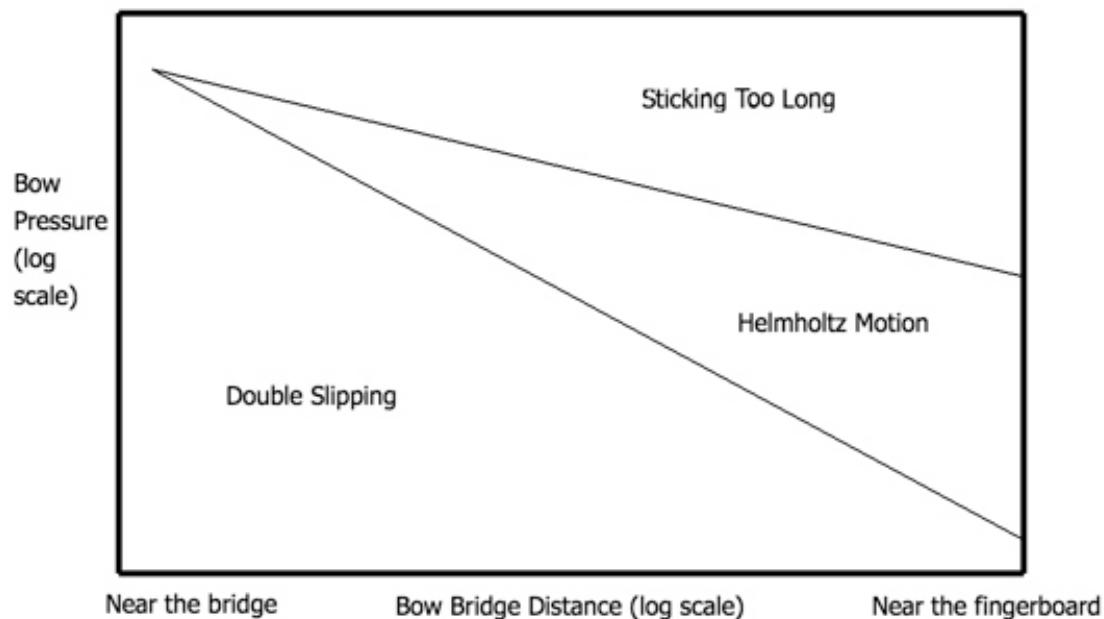 Sticking Too Long
Bow
Pressure
(log
scale)
Helmholtz Motion
Double Slipping
Near the bridge
Bow Bridge Distance (log scale)
Near the fingerboard